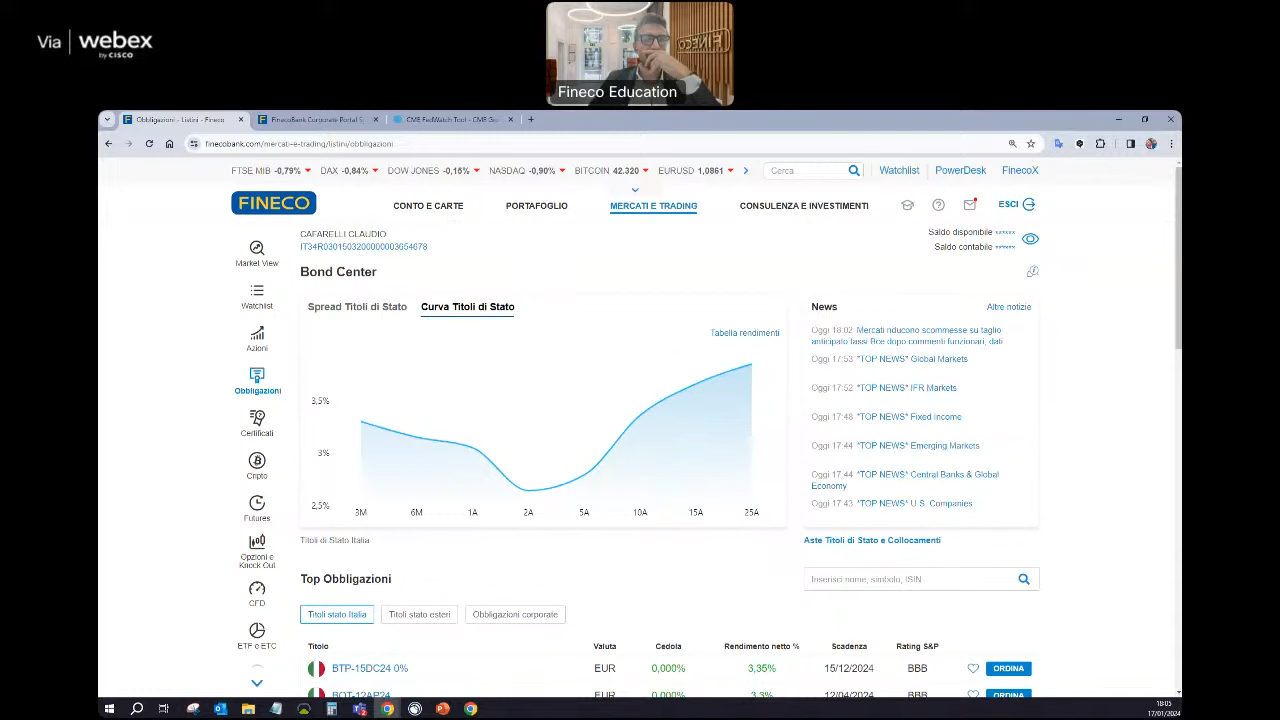 Via webex
by CISCO
FINECO
Fineco Education
Obbligazioni - Listini - Fineco
FinecoBank Corporate Portal S
CME FedWatch Tool - CME Gro
finecobank.com/mercati-e-trading/listini/obbligazioni
FTSE MIB -0,79% DAX -0,84% DOW JONES -0,15% NASDAQ -0,90% BITCOIN 42.320 EURUSD 1,0861
Cerca
Watchlist PowerDesk FinecoX
FINECO
CONTO E CARTE PORTAFOGLIO MERCATI E TRADING CONSULENZA E INVESTIMENTI
ESCI
CAFARELLI CLAUDIO
IT34R0301503200000003654678
Saldo disponibile ******
Saldo contabile ******
Market View
Watchlist
Azioni
Obbligazioni
Certificati
Cripto
Futures
Opzioni e
Knock Out
CFD
ETF e ETC
Bond Center
Spread Titoli di Stato Curva Titoli di Stato
Tabella rendimenti
3,5%
3%
2,5%
3M 6M 1A 2A 5A 10A 15A 25A
Titoli di Stato Italia
News Altre notizie
Oggi 18:02 Mercati riducono scommesse su taglio
anticipato tassi Bce dopo commenti funzionari, dati
Oggi 17:53 *TOP NEWS* Global Markets
Oggi 17:52 *TOP NEWS* IFR Markets
Oggi 17:48 *TOP NEWS* Fixed Income
Oggi 17:44 *TOP NEWS* Emerging Markets
Oggi 17:44 *TOP NEWS* Central Banks & Global
Economy
Oggi 17:43 *TOP NEWS* U.S. Companies
Aste Titoli di Stato e Collocamenti
Inserisci nome, simbolo, ISIN
Top Obbligazioni
Titoli stato Italia Titoli stato esteri Obbligazioni corporate
Titolo Valuta Cedola Rendimento netto % Scadenza Rating S&P
BTP-15DC24 0% EUR 0,000% 3,35% 15/12/2024 BBB ORDINA
BOT-12AP24 EUR 0,000% 3,3% 12/04/2024 BBB ORDINA
18:05
17/01/2024